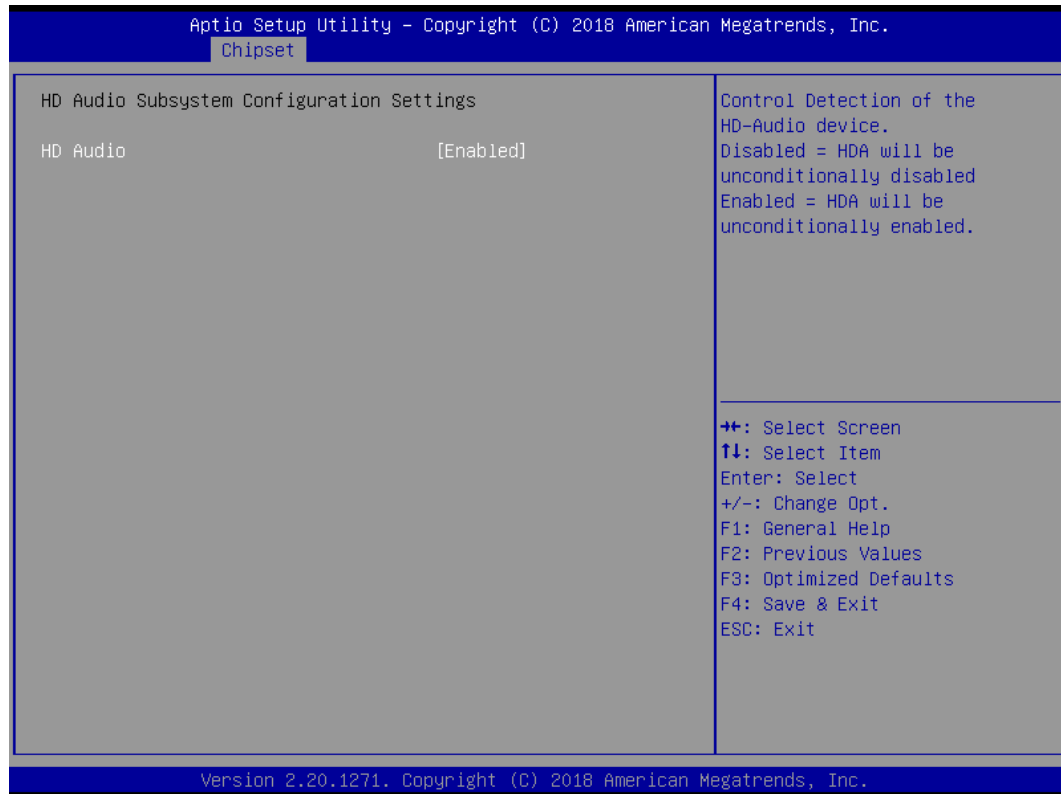 Aptio Setup Utility – Copyright (C) 2018 American Megatrends, Inc.
Chipset
HD Audio Subsystem Configuration Settings
HD Audio [Enabled]
Control Detection of the
HD-Audio device.
Disabled = HDA will be
unconditionally disabled
Enabled = HDA will be
unconditionally enabled.
→←: Select Screen
↑↓: Select Item
Enter: Select
+/-: Change Opt.
F1: General Help
F2: Previous Values
F3: Optimized Defaults
F4: Save & Exit
ESC: Exit
Version 2.20.1271. Copyright (C) 2018 American Megatrends, Inc.